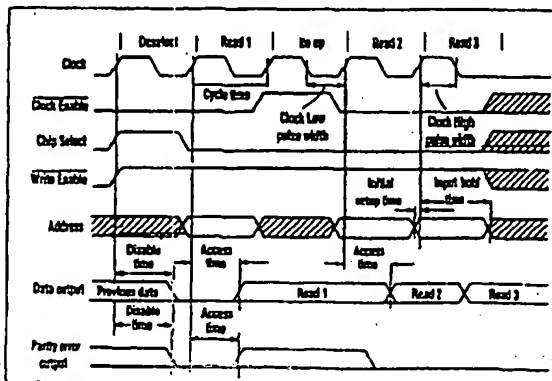 Deselect Read 1 No op Read 2 Read 3
Clock
Cycle time
Clock Enable
Clock Low pulse width
Clock High pulse width
Chip Select
Write Enable
Initial setup time
Input hold time
Address
Disable time
Access time
Access time
Data output
Previous data
Read 1
Read 2
Read 3
Disable time
Access time
Parity error output